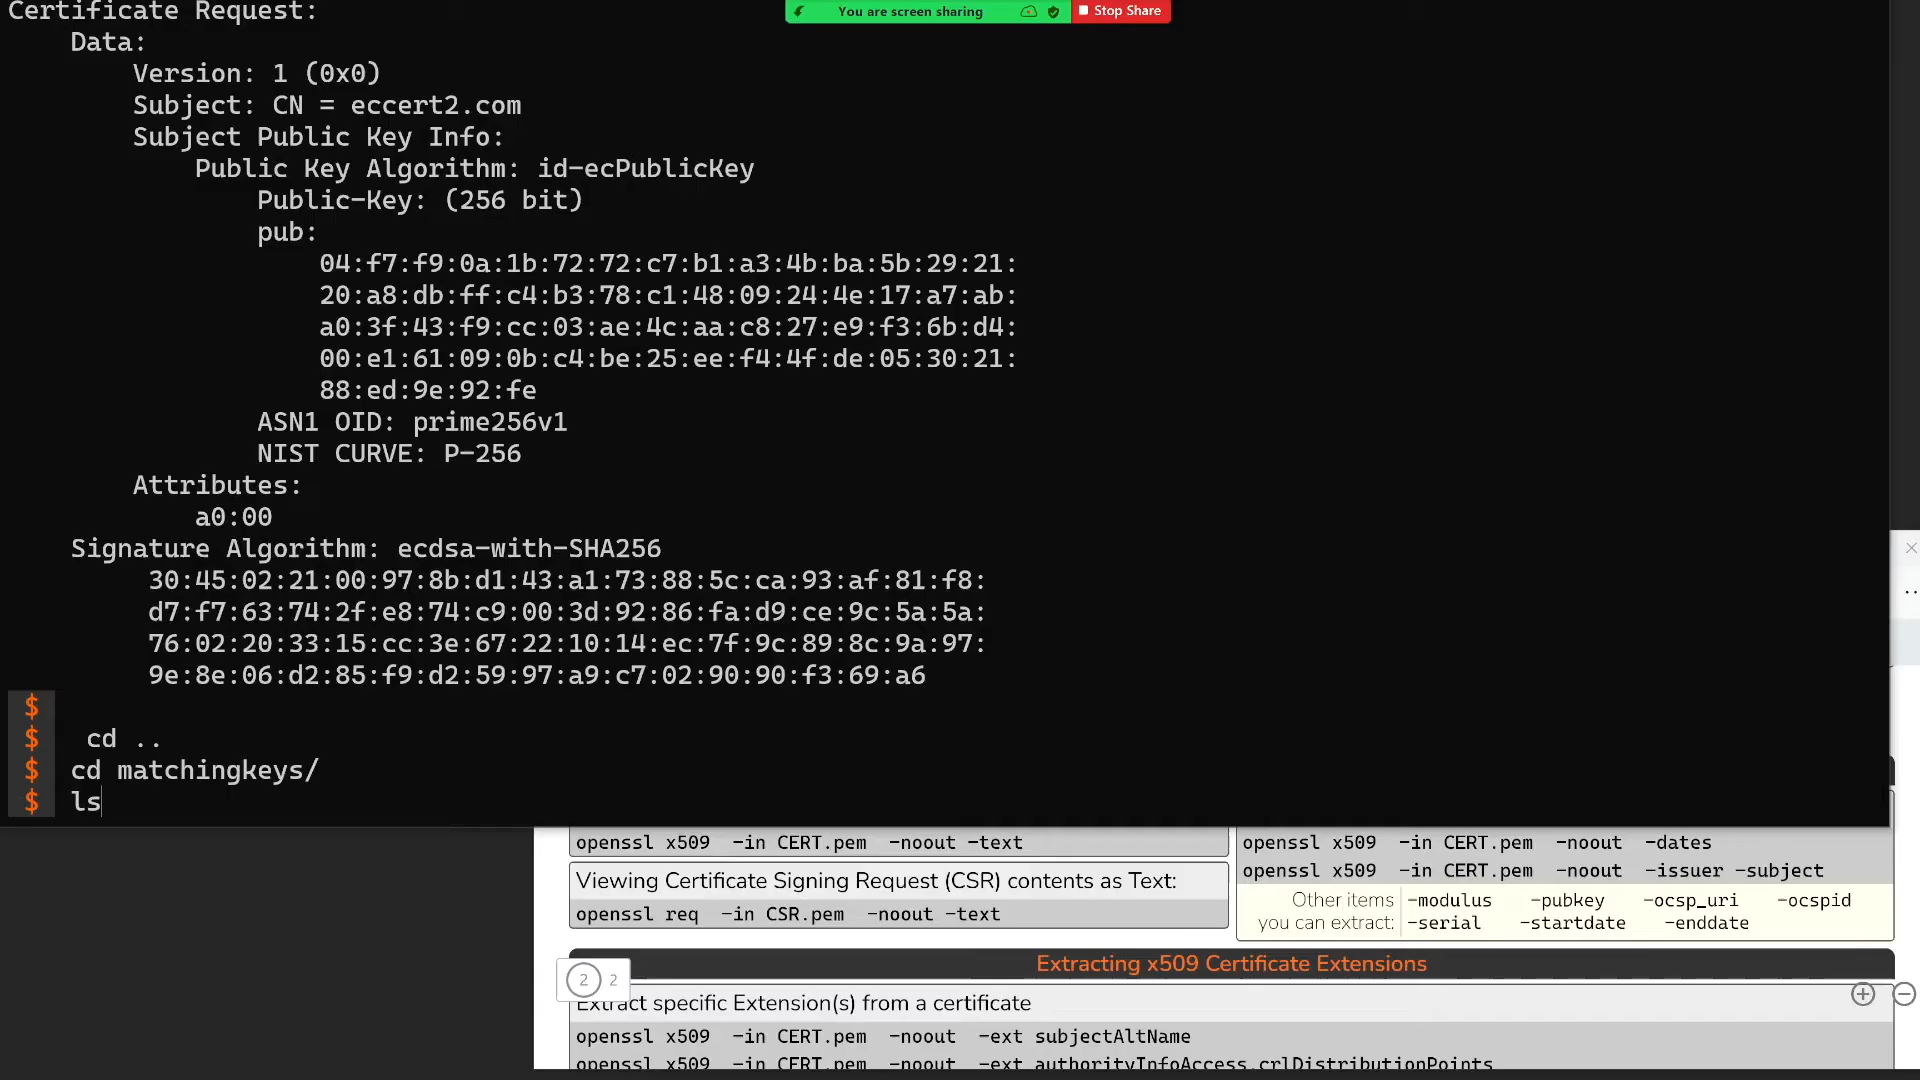 Certificate Request:
You are screen sharing
Stop Share
Data:
Version: 1 (0x0)
Subject: CN = eccert2.com
Subject Public Key Info:
Public Key Algorithm: id-ecPublicKey
Public-Key: (256 bit)
pub:
04:f7:f9:0a:1b:72:72:c7:b1:a3:4b:ba:5b:29:21:
20:a8:db:ff:c4:b3:78:c1:48:09:24:4e:17:a7:ab:
a0:3f:43:f9:cc:03:ae:4c:aa:c8:27:e9:f3:6b:d4:
00:e1:61:09:0b:c4:be:25:ee:f4:4f:de:05:30:21:
88:ed:9e:92:fe
ASN1 OID: prime256v1
NIST CURVE: P-256
Attributes:
a0:00
Signature Algorithm: ecdsa-with-SHA256
30:45:02:21:00:97:8b:d1:43:a1:73:88:5c:ca:93:af:81:f8:
d7:f7:63:74:2f:e8:74:c9:00:3d:92:86:fa:d9:ce:9c:5a:5a:
76:02:20:33:15:cc:3e:67:22:10:14:ec:7f:9c:89:8c:9a:97:
9e:8e:06:d2:85:f9:d2:59:97:a9:c7:02:90:90:f3:69:a6
$
$ cd ..
$ cd matchingkeys/
$ ls
openssl x509 -in CERT.pem -noout -text
Viewing Certificate Signing Request (CSR) contents as Text:
openssl req -in CSR.pem -noout -text
openssl x509 -in CERT.pem -noout -dates
openssl x509 -in CERT.pem -noout -issuer -subject
Other items you can extract:
-modulus -pubkey -ocsp_uri -ocspid
-serial -startdate -enddate
Extracting x509 Certificate Extensions
2 2
Extract specific Extension(s) from a certificate
openssl x509 -in CERT.pem -noout -ext subjectAltName
openssl x509 -in CERT.pem -noout -ext authorityInfoAccess,crlDistributionPoints